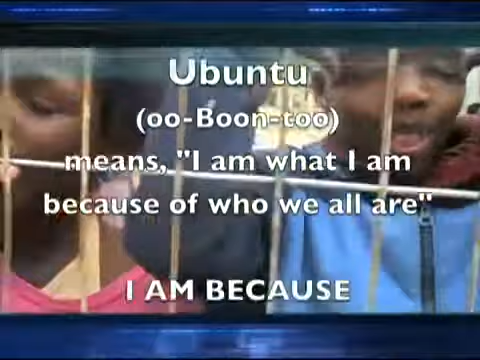 Ubuntu
(oo-Boon-too)
means, "I am what I am
because of who we all are"
I AM BECAUSE